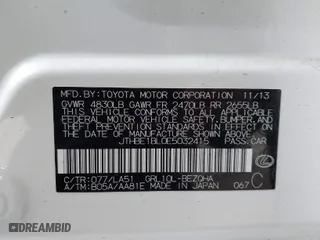 MFD.BY: TOYOTA MOTOR CORPORATION 11/13
GVWR 4830LB GAWR FR 2470LB RR 2655LB
THIS VEHICLE CONFORMS TO ALL APPLICABLE
FEDERAL MOTOR VEHICLE SAFETY, BUMPER, AND
THEFT PREVENTION STANDARDS IN EFFECT ON
THE DATE OF MANUFACTURE SHOWN ABOVE.
JTHBE1BL0E5032415 PASS.CAR
C/TR: 077/LA51 GRL10L-BEZQHA
A/TM: B05A/AA81E MADE IN JAPAN 067 C
© DRIVEDAUCTIONS.COM